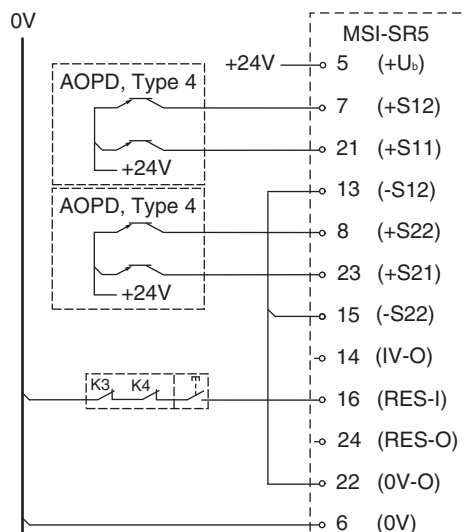 0V
MSI-SR5
+24V 5 (+Ub)
AOPD, Type 4
7 (+S12)
21 (+S11)
+24V
13 (-S12)
AOPD, Type 4
8 (+S22)
23 (+S21)
+24V
15 (-S22)
14 (IV-O)
K3 K4
16 (RES-I)
24 (RES-O)
22 (0V-O)
6 (0V)